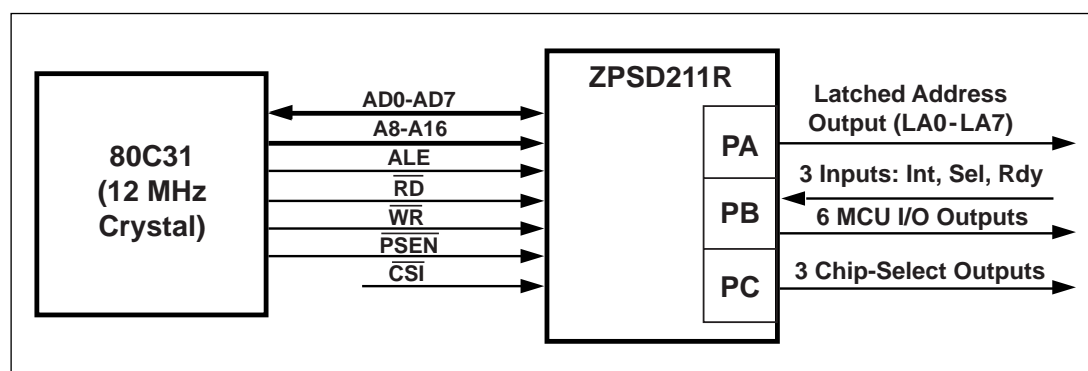 80C31
(12 MHz
Crystal)
AD0-AD7
A8-A16
ALE
RD
WR
PSEN
CSI
ZPSD211R
PA
PB
PC
Latched Address
Output (LA0-LA7)
3 Inputs: Int, Sel, Rdy
6 MCU I/O Outputs
3 Chip-Select Outputs